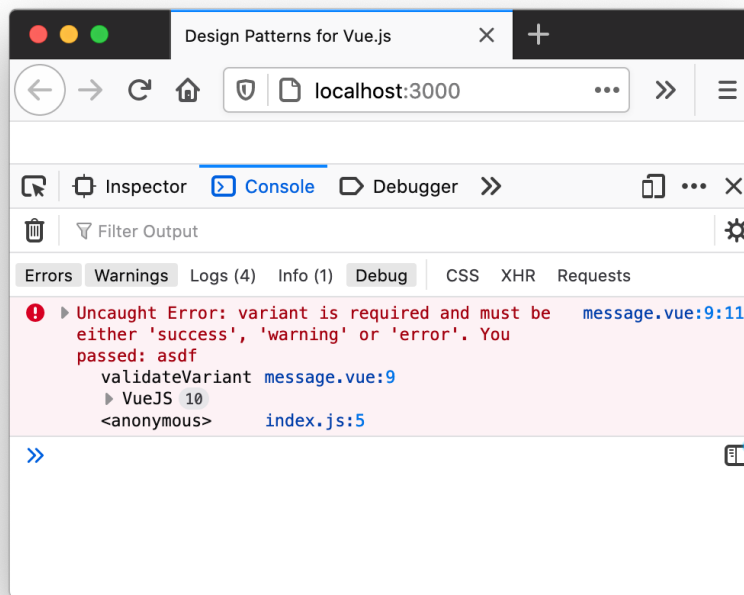 Design Patterns for Vue.js
localhost:3000
Inspector Console Debugger
Filter Output
Errors Warnings Logs (4) Info (1) Debug CSS XHR Requests
Uncaught Error: variant is required and must be message.vue:9:11
either 'success', 'warning' or 'error'. You
passed: asdf
validateVariant message.vue:9
VueJS 10
<anonymous> index.js:5